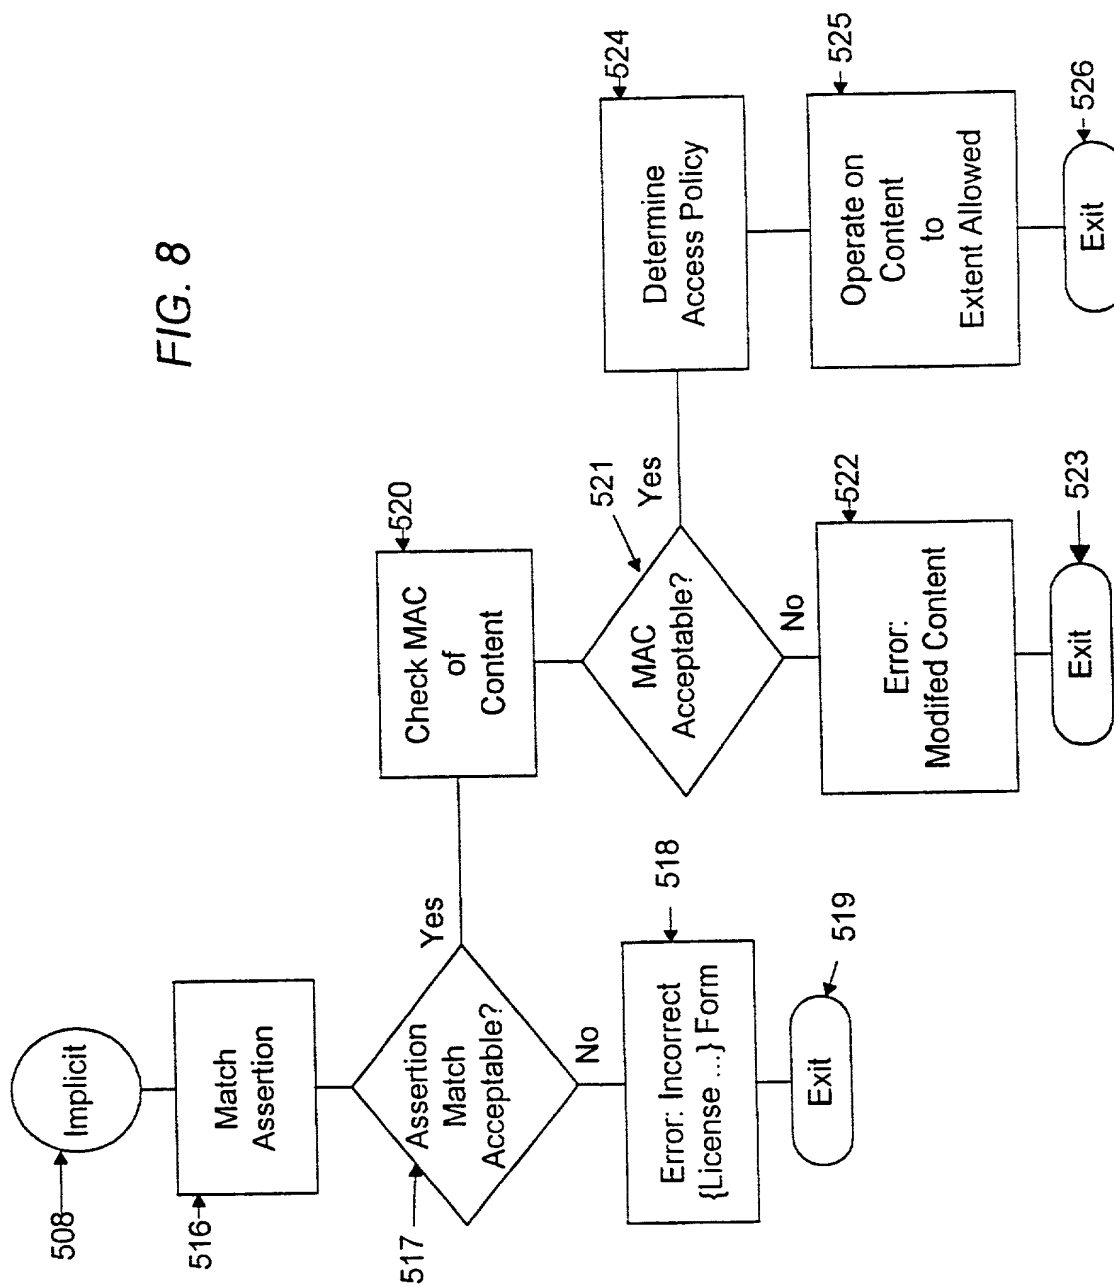 FIG. 8
508
Implicit
516
Match
Assertion
517
Assertion
Match
Acceptable?
Yes
No
518
Error: Incorrect
{License ...} Form
519
Exit
520
Check MAC
of
Content
521
MAC
Acceptable?
Yes
No
522
Error:
Modifed Content
523
Exit
524
Determine
Access Policy
525
Operate on
Content
to
Extent Allowed
526
Exit